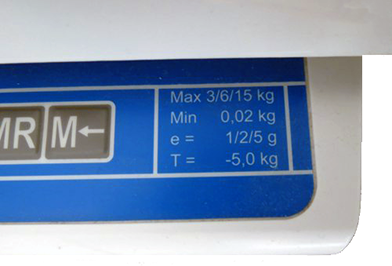 Max 3/6/15 kg
Min 0,02 kg
MR M← e = 1/2/5 g
T = -5,0 kg